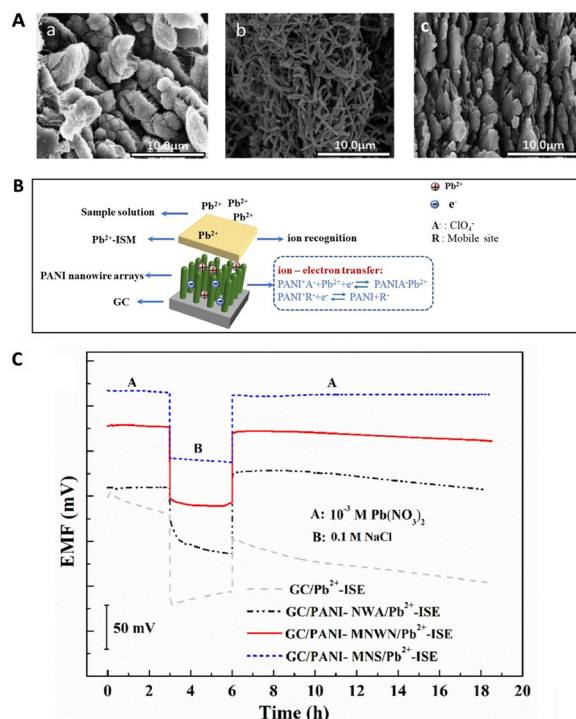 A
a
b
c
10.0μm
10.0μm
10.0μm
B
Sample solution
Pb²⁺ Pb²⁺
Pb²⁺
Pb²⁺-ISM
Pb²⁺
ion recognition
PANI nanowire arrays
GC
ion – electron transfer:
PANI⁺A⁻+Pb²⁺+e⁻ ⇌ PANIA⁻Pb²⁺
PANI⁺R⁻+e⁻ ⇌ PANI+R⁻
Pb²⁺
e⁻
A⁻ : ClO₄⁻
R : Mobile site
C
EMF (mV)
A
A
B
A: 10⁻³ M Pb(NO₃)₂
B: 0.1 M NaCl
50 mV
GC/Pb²⁺-ISE
GC/PANI- NWA/Pb²⁺-ISE
GC/PANI- MNWN/Pb²⁺-ISE
GC/PANI- MNS/Pb²⁺-ISE
0 2 4 6 8 10 12 14 16 18 20
Time (h)